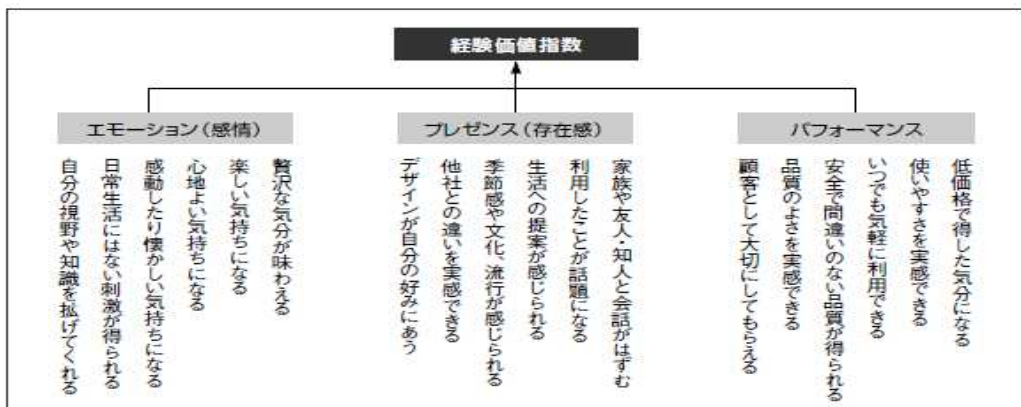 経験価値指数
エモーション（感情）
贅沢な気分が味わえる
楽しい気持ちになる
心地よい気持ちになる
感動したり懐かしい気持ちになる
日常生活にはない刺激が得られる
自分の視野や知識を拡げてくれる
プレゼンス（存在感）
家族や友人・知人と会話がはずむ
利用したことが話題になる
生活への提案が感じられる
季節感や文化、流行が感じられる
他社との違いを実感できる
デザインが自分の好みにあう
パフォーマンス
低価格で得した気分になる
使いやすさを実感できる
いつでも気軽に利用できる
安全で間違いのない品質が得られる
品質のよさを実感できる
顧客として大切にしてもらえる